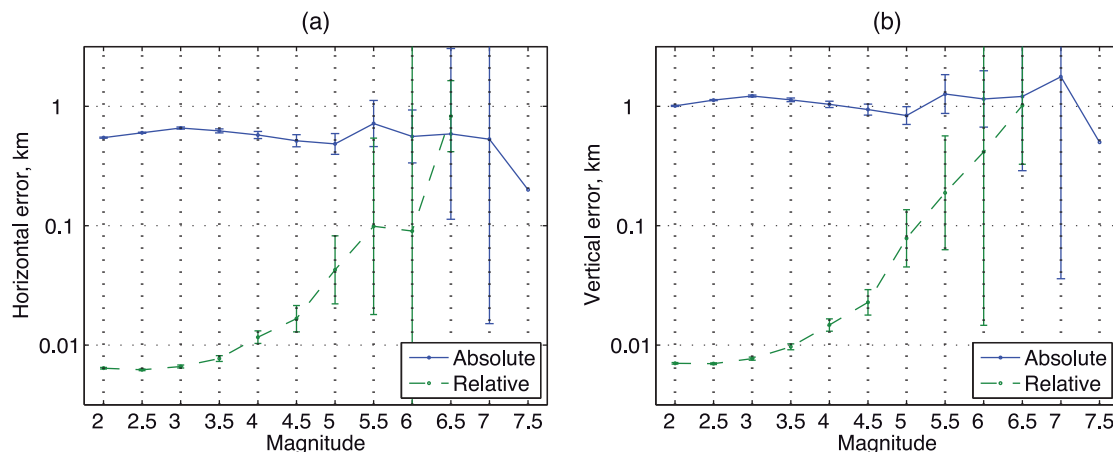 (a)
Horizontal error, km
1
0.1
0.01
Absolute
Relative
2 2.5 3 3.5 4 4.5 5 5.5 6 6.5 7 7.5
Magnitude
(b)
Vertical error, km
1
0.1
0.01
Absolute
Relative
2 2.5 3 3.5 4 4.5 5 5.5 6 6.5 7 7.5
Magnitude